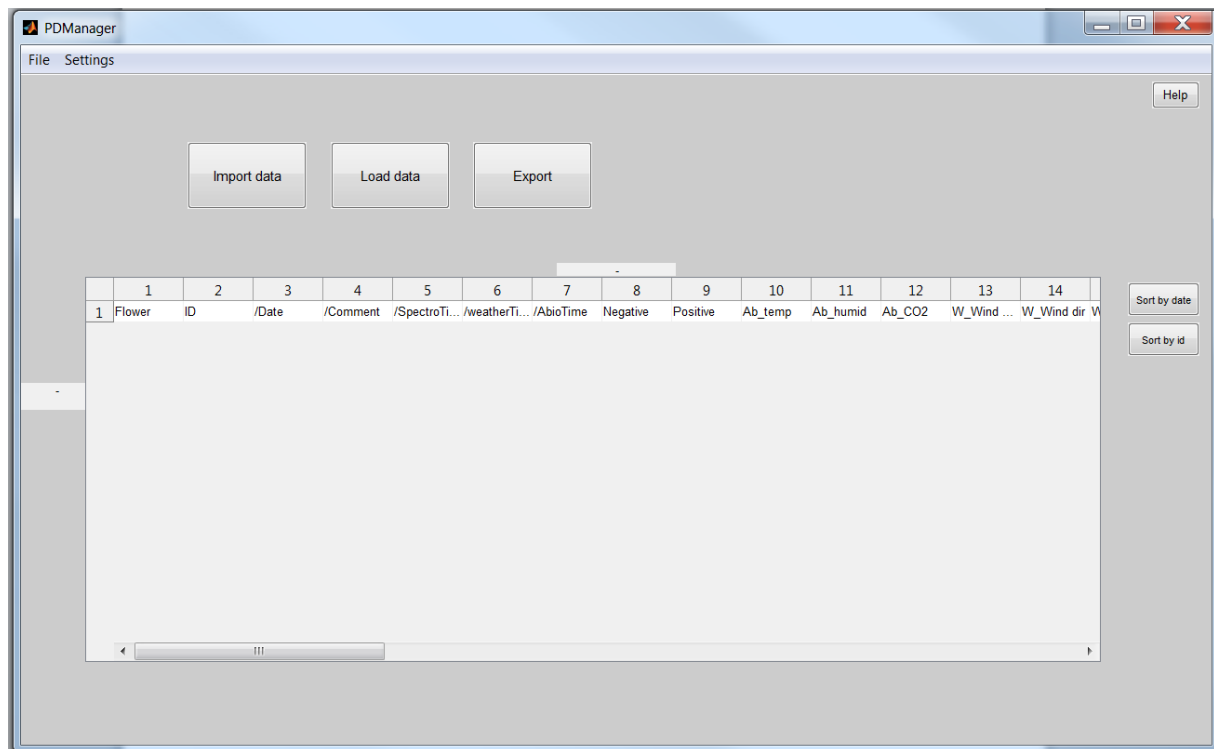 PDManager
File Settings
Help
Import data Load data Export
-
1 2 3 4 5 6 7 8 9 10 11 12 13 14
1 Flower ID /Date /Comment /SpectroTi... /weatherTi... /AbioTime Negative Positive Ab_temp Ab_humid Ab_CO2 W_Wind ... W_Wind dir W
Sort by date
Sort by id
-